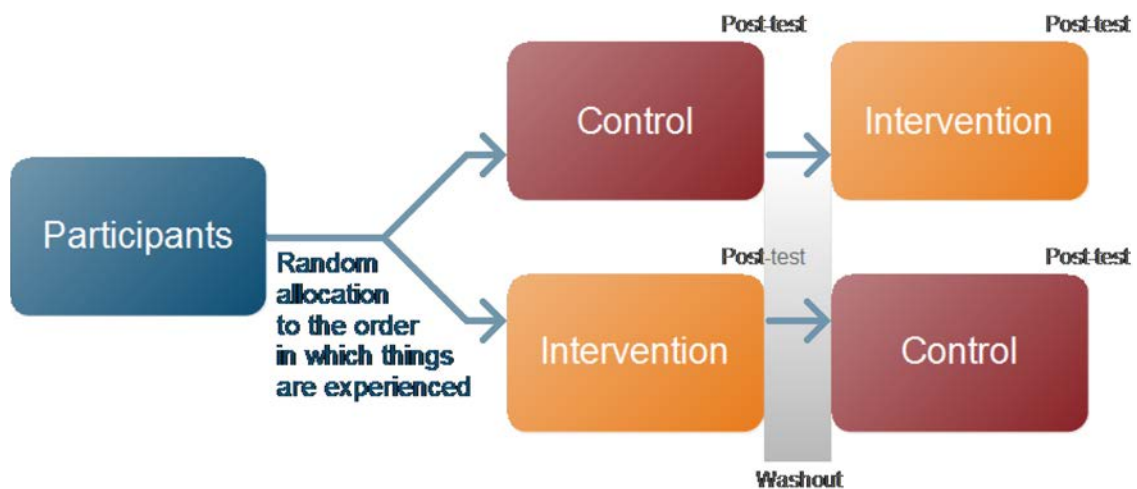 Post-test
Post-test
Control
Intervention
Participants
Random
allocation
to the order
in which things
are experienced
Post-test
Post-test
Intervention
Control
Washout